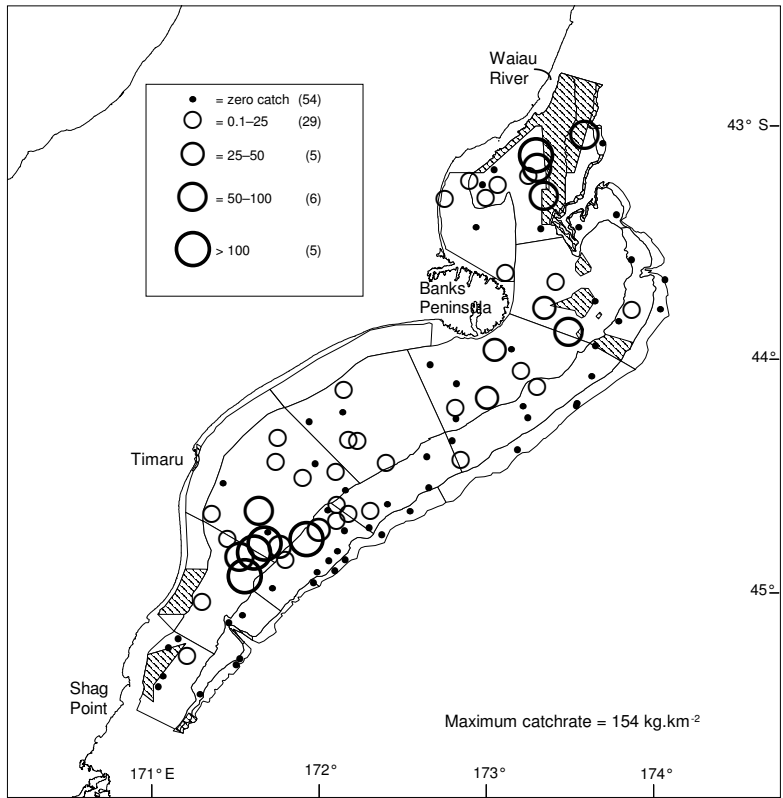 Waiau
River
= zero catch (54)
= 0.1–25 (29)
= 25–50 (5)
= 50–100 (6)
> 100 (5)
43° S
Banks
Peninsula
44°
Timaru
45°
Shag
Point
Maximum catchrate = 154 kg.km-2
171° E
172°
173°
174°